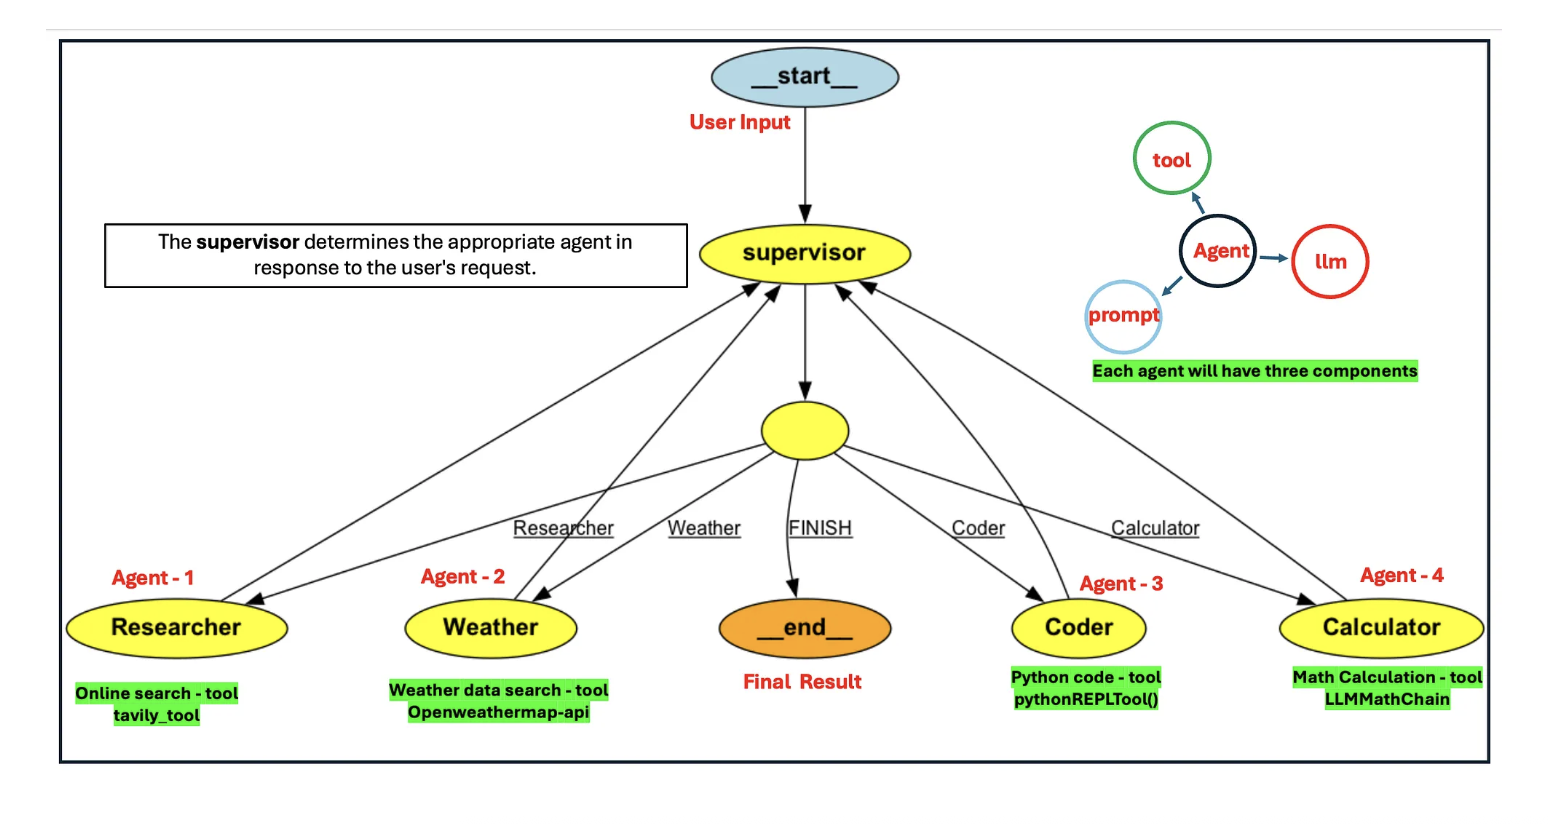 __start__
User Input
tool
The supervisor determines the appropriate agent in
response to the user's request.
supervisor
Agent
llm
prompt
Each agent will have three components
Researcher
Weather
FINISH
Coder
Calculator
Agent - 1
Agent - 2
Agent - 3
Agent - 4
Researcher
Weather
__end__
Coder
Calculator
Online search - tool
tavily_tool
Weather data search - tool
Openweathermap-api
Final Result
Python code - tool
pythonREPLTool()
Math Calculation - tool
LLMMathChain